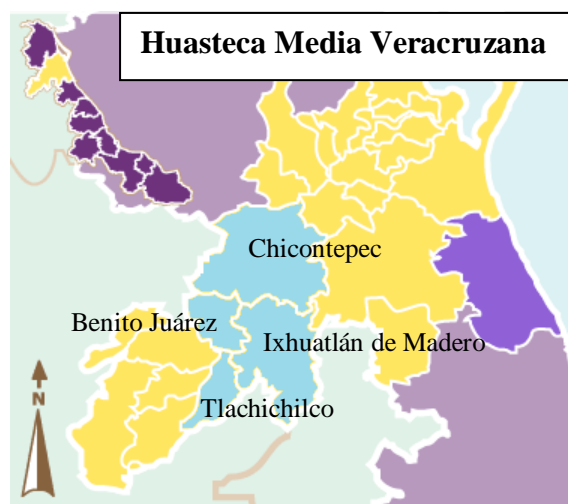 Huasteca Media Veracruzana
Chicontepec
Benito Juárez
Ixhuatlán de Madero
Tlachichilco
N